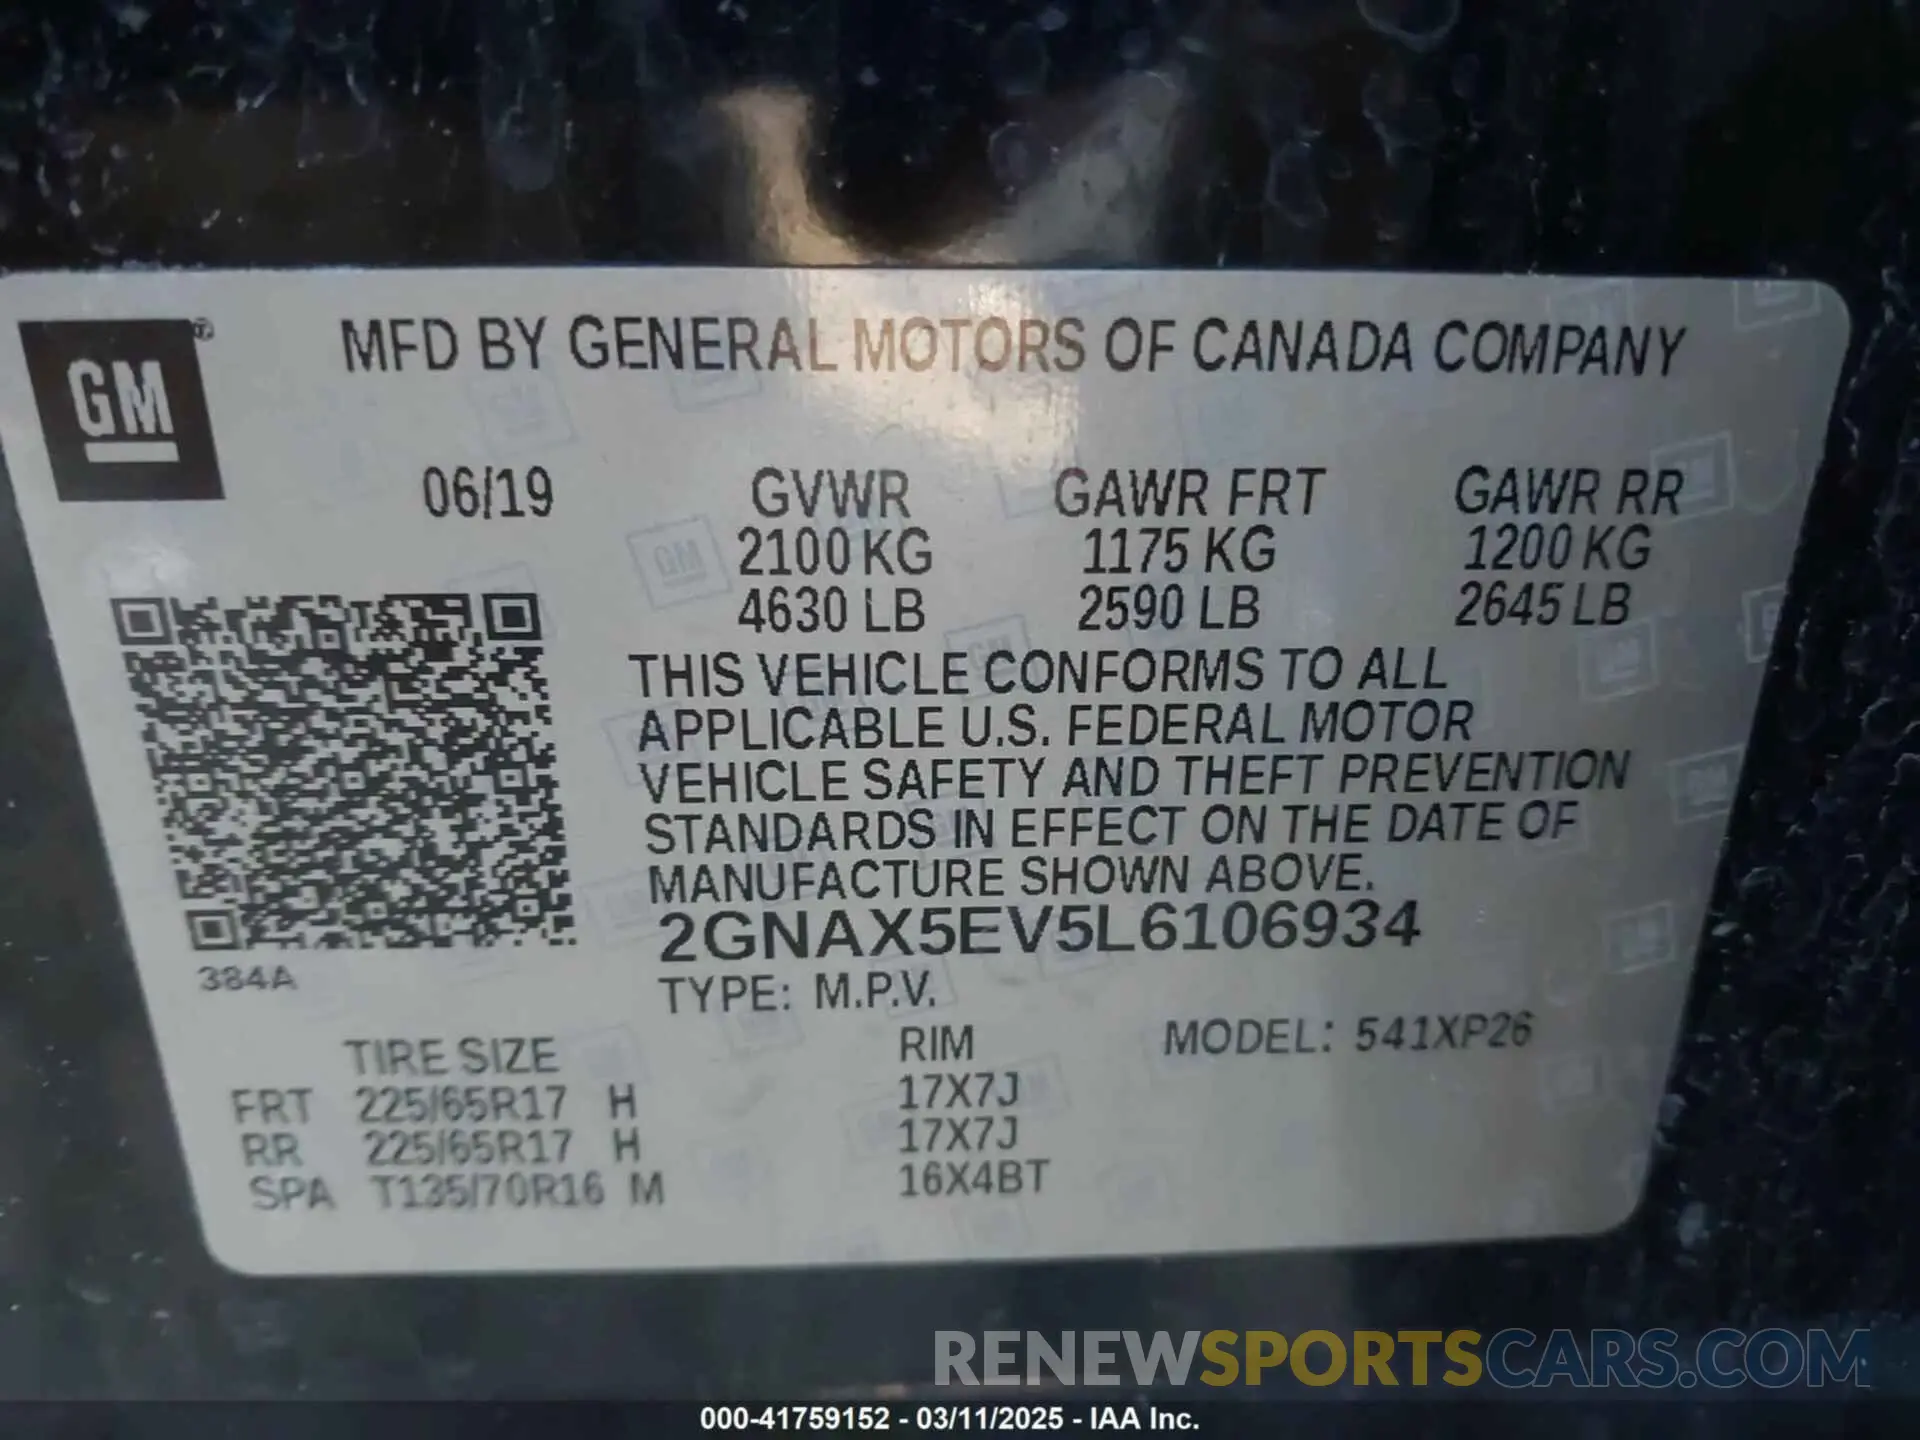 GM
MFD BY GENERAL MOTORS OF CANADA COMPANY
06/19 GVWR GAWR FRT GAWR RR
2100 KG 1175 KG 1200 KG
4630 LB 2590 LB 2645 LB
THIS VEHICLE CONFORMS TO ALL
APPLICABLE U.S. FEDERAL MOTOR
VEHICLE SAFETY AND THEFT PREVENTION
STANDARDS IN EFFECT ON THE DATE OF
MANUFACTURE SHOWN ABOVE.
2GNAX5EV5L6106934
384A
TYPE: M.P.V.
TIRE SIZE RIM MODEL: 541XP26
FRT 225/65R17 H 17X7J
RR 225/65R17 H 17X7J
SPA T135/70R16 M 16X4BT
RENEWSPORTSCARS.COM
000-41759152 - 03/11/2025 - IAA Inc.